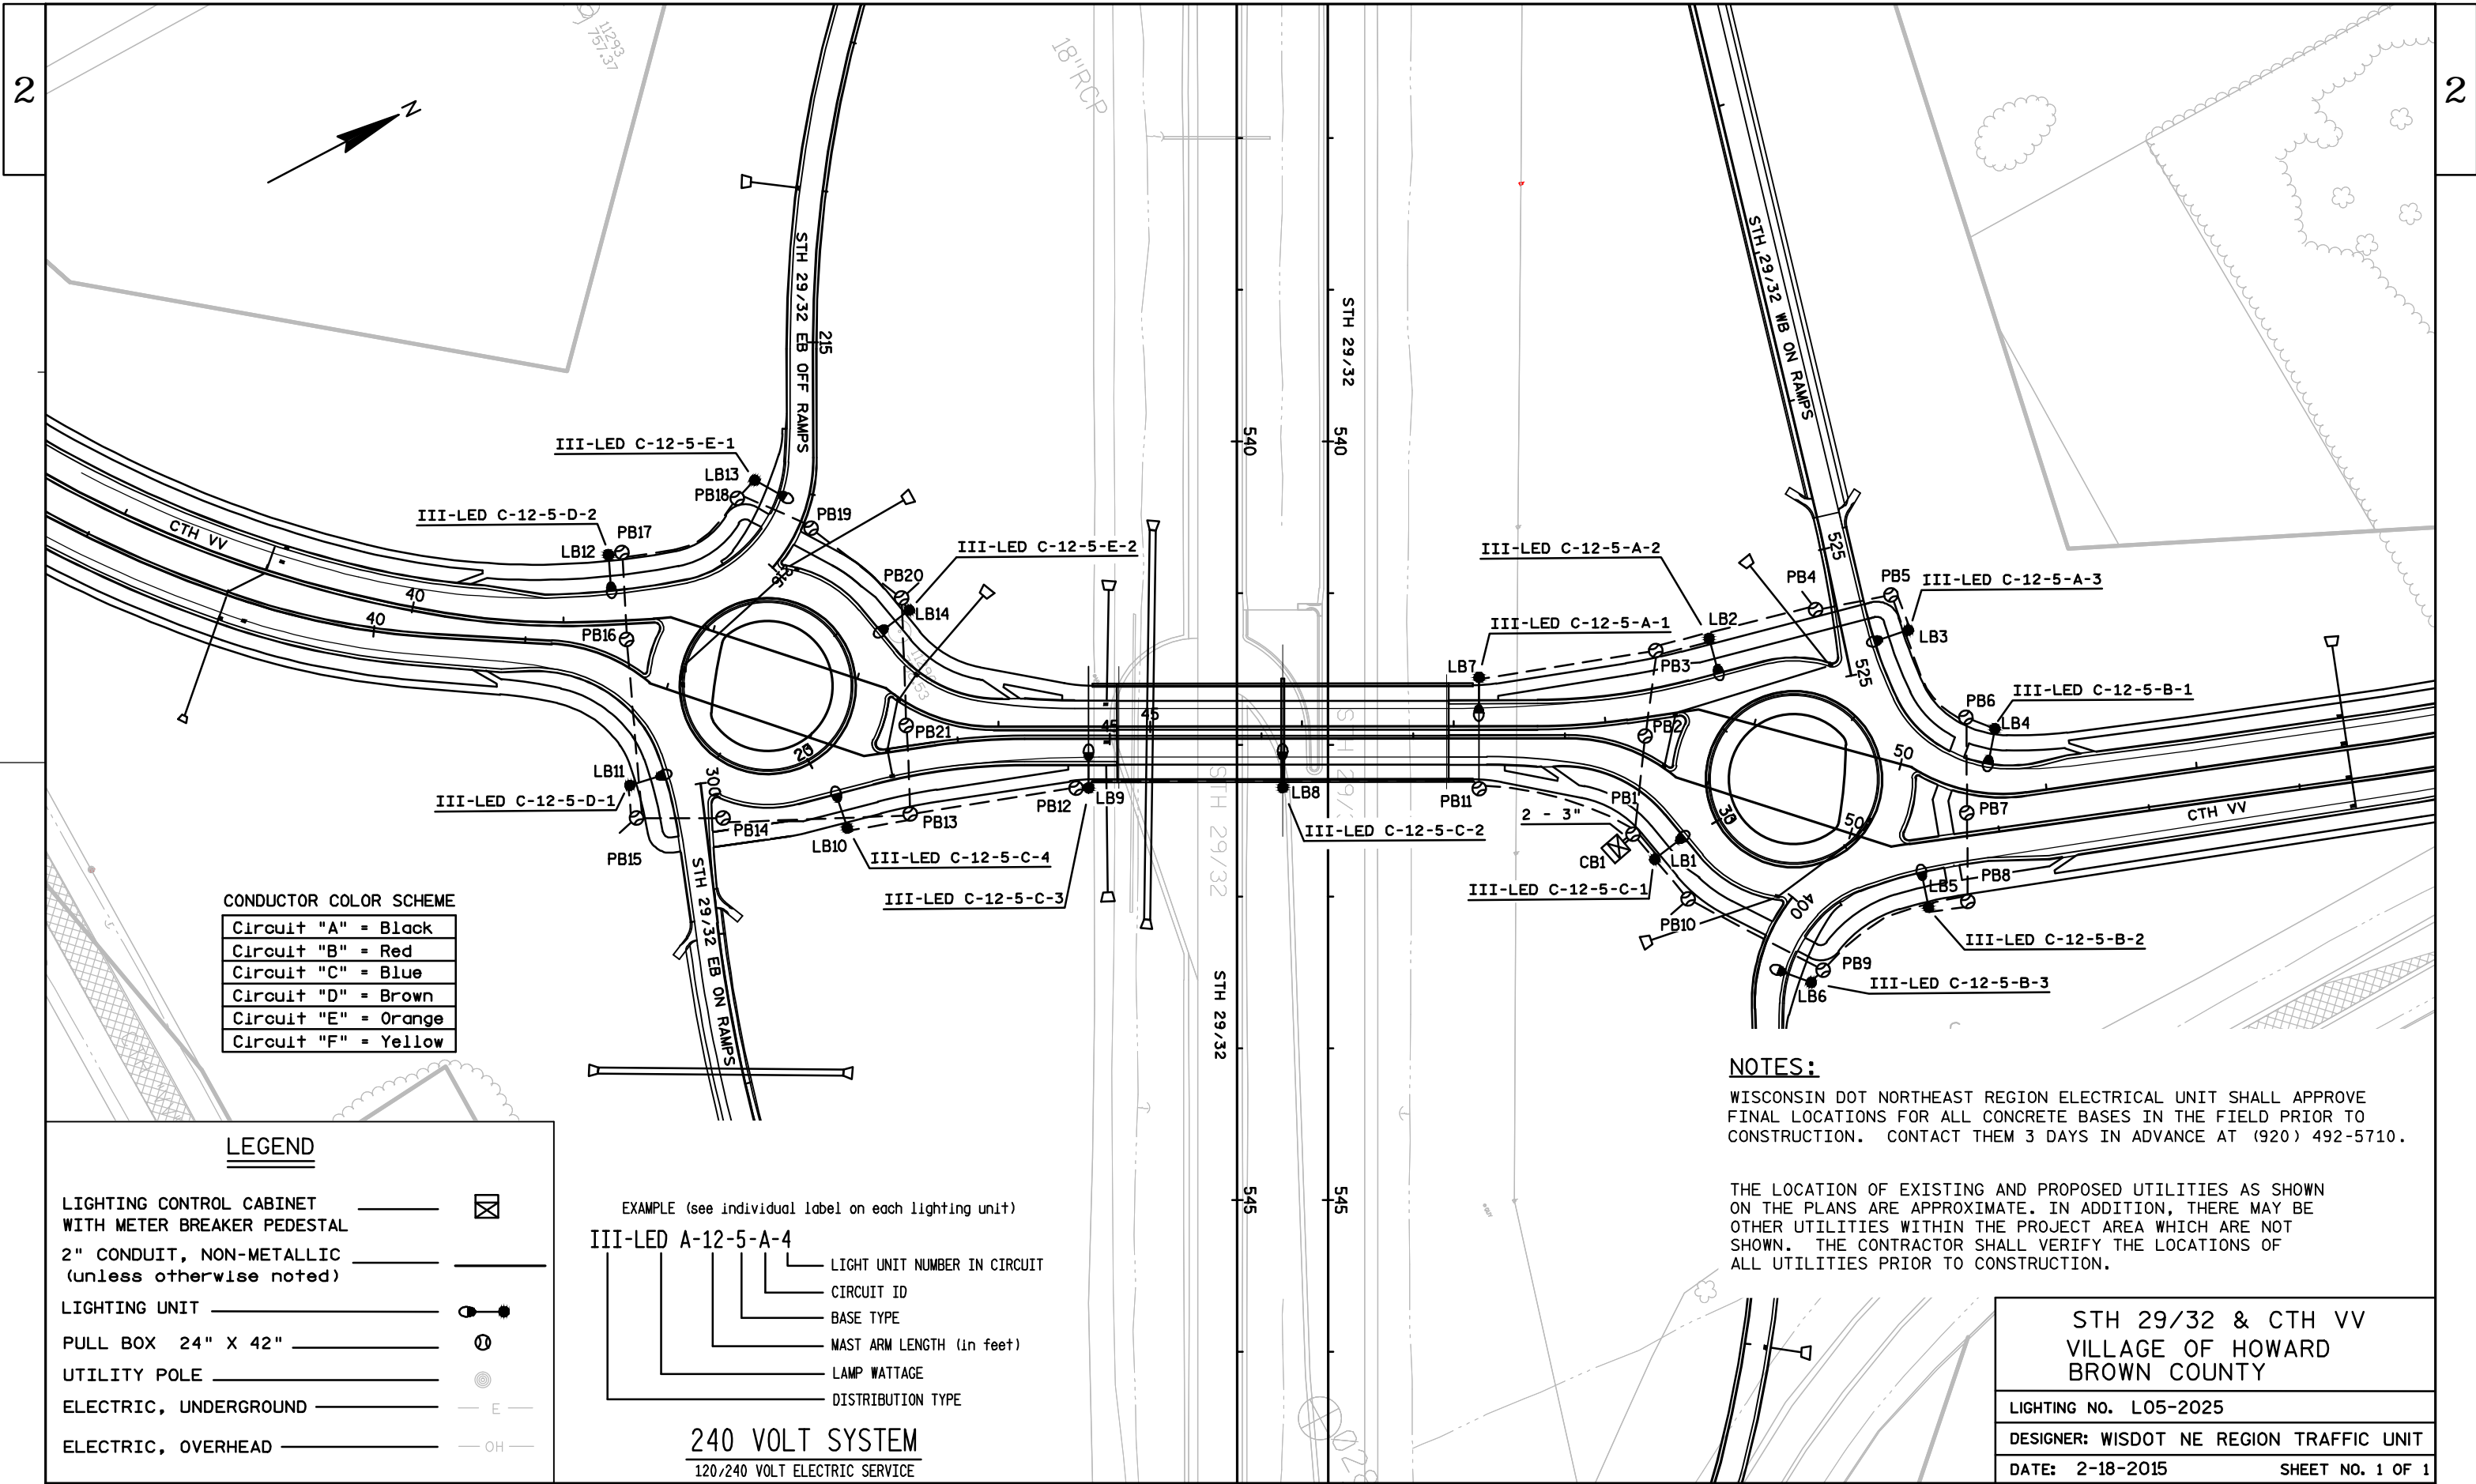 2
2
N
11293
757.37
18"RCP
STH 29/32 EB OFF RAMPS
215
STH 29/32
STH 29/32 WB ON RAMPS
540
540
III-LED C-12-5-E-1
LB13
PB18
PB19
III-LED C-12-5-D-2
PB17
LB12
CTH VV
III-LED C-12-5-E-2
PB20
LB14
40
40
PB16
PB21
45
45
25
LB11
300
III-LED C-12-5-D-1
PB15
PB14
PB13
LB10
PB12
LB9
LB8
III-LED C-12-5-C-4
III-LED C-12-5-C-3
III-LED C-12-5-C-2
III-LED C-12-5-A-2
III-LED C-12-5-A-1
LB7
LB2
PB3
PB4
PB5
III-LED C-12-5-A-3
LB3
525
525
PB6
III-LED C-12-5-B-1
LB4
PB2
PB1
PB11
2 - 3"
CB1
LB1
III-LED C-12-5-C-1
PB10
50
50
PB7
CTH VV
PB8
LB5
III-LED C-12-5-B-2
400
PB9
LB6
III-LED C-12-5-B-3
STH 29/32
STH 29/32
STH 29/32 EB ON RAMPS
545
545
CONDUCTOR COLOR SCHEME
Circuit "A" = Black
Circuit "B" = Red
Circuit "C" = Blue
Circuit "D" = Brown
Circuit "E" = Orange
Circuit "F" = Yellow
LEGEND
LIGHTING CONTROL CABINET
WITH METER BREAKER PEDESTAL
2" CONDUIT, NON-METALLIC
(unless otherwise noted)
LIGHTING UNIT
PULL BOX 24" X 42"
UTILITY POLE
ELECTRIC, UNDERGROUND E
ELECTRIC, OVERHEAD OH
EXAMPLE (see individual label on each lighting unit)
III-LED A-12-5-A-4
LIGHT UNIT NUMBER IN CIRCUIT
CIRCUIT ID
BASE TYPE
MAST ARM LENGTH (in feet)
LAMP WATTAGE
DISTRIBUTION TYPE
240 VOLT SYSTEM
120/240 VOLT ELECTRIC SERVICE
NOTES:
WISCONSIN DOT NORTHEAST REGION ELECTRICAL UNIT SHALL APPROVE
FINAL LOCATIONS FOR ALL CONCRETE BASES IN THE FIELD PRIOR TO
CONSTRUCTION. CONTACT THEM 3 DAYS IN ADVANCE AT (920) 492-5710.
THE LOCATION OF EXISTING AND PROPOSED UTILITIES AS SHOWN
ON THE PLANS ARE APPROXIMATE. IN ADDITION, THERE MAY BE
OTHER UTILITIES WITHIN THE PROJECT AREA WHICH ARE NOT
SHOWN. THE CONTRACTOR SHALL VERIFY THE LOCATIONS OF
ALL UTILITIES PRIOR TO CONSTRUCTION.
STH 29/32 & CTH VV
VILLAGE OF HOWARD
BROWN COUNTY
LIGHTING NO. L05-2025
DESIGNER: WISDOT NE REGION TRAFFIC UNIT
DATE: 2-18-2015 SHEET NO. 1 OF 1